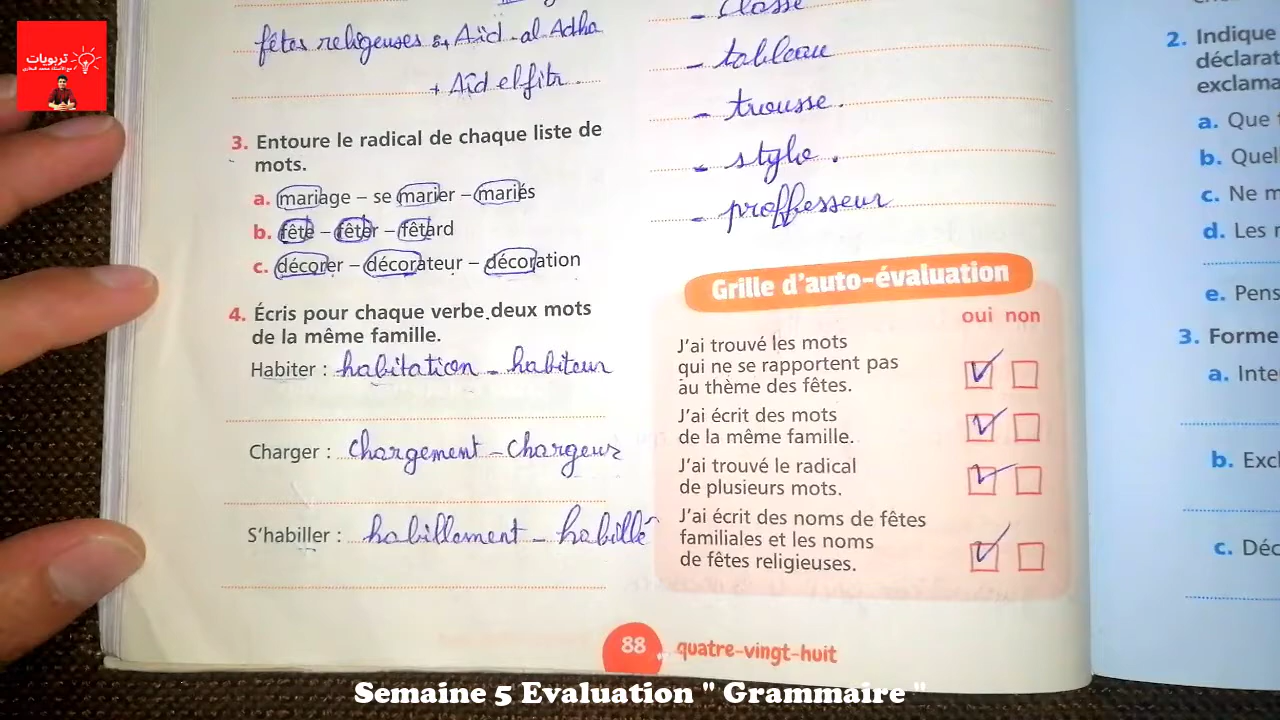 تربويات
fêtes religeuses & Aïd-al Adha
+ Aïd elfitr
3. Entoure le radical de chaque liste de
mots.
a. mariage – se marier – mariés
b. fête – fêter – fêtard
c. décorer – décorateur – décoration
4. Écris pour chaque verbe deux mots
de la même famille.
Habiter : habitation - habiteur
Charger : chargement - chargeur
S'habiller : habillement - habillé
- classe
- tableau
- trousse.
- stylo.
- proffesseur
Grille d'auto-évaluation
oui non
J'ai trouvé les mots
qui ne se rapportent pas
au thème des fêtes.
J'ai écrit des mots
de la même famille.
J'ai trouvé le radical
de plusieurs mots.
J'ai écrit des noms de fêtes
familiales et les noms
de fêtes religieuses.
88 quatre-vingt-huit
2. Indique
déclarat
exclama
a. Que
b. Quel
c. Ne m
d. Les
e. Pens
3. Forme
a. Inte
b. Excl
c. Déc
Semaine 5 Evaluation " Grammaire "